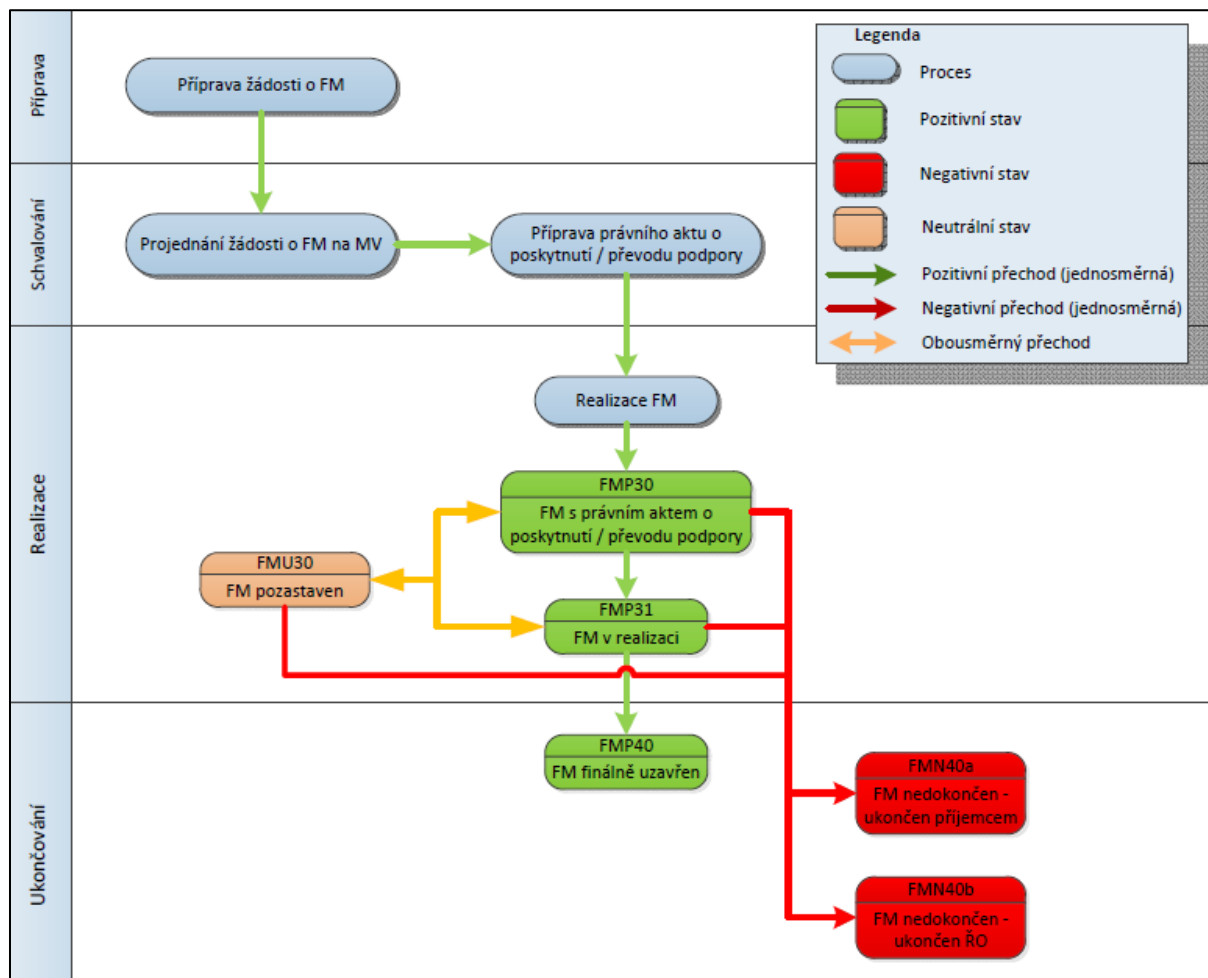 Příprava
Příprava žádosti o FM
Legenda
Proces
Pozitivní stav
Negativní stav
Neutrální stav
Pozitivní přechod (jednosměrná)
Negativní přechod (jednosměrná)
Obousměrný přechod
Schvalování
Projednání žádosti o FM na MV
Příprava právního aktu o
poskytnutí / převodu podpory
Realizace
Realizace FM
FMP30
FM s právním aktem o
poskytnutí / převodu podpory
FMU30
FM pozastaven
FMP31
FM v realizaci
Ukončování
FMP40
FM finálně uzavřen
FMN40a
FM nedokončen -
ukončen příjemcem
FMN40b
FM nedokončen -
ukončen ŘO